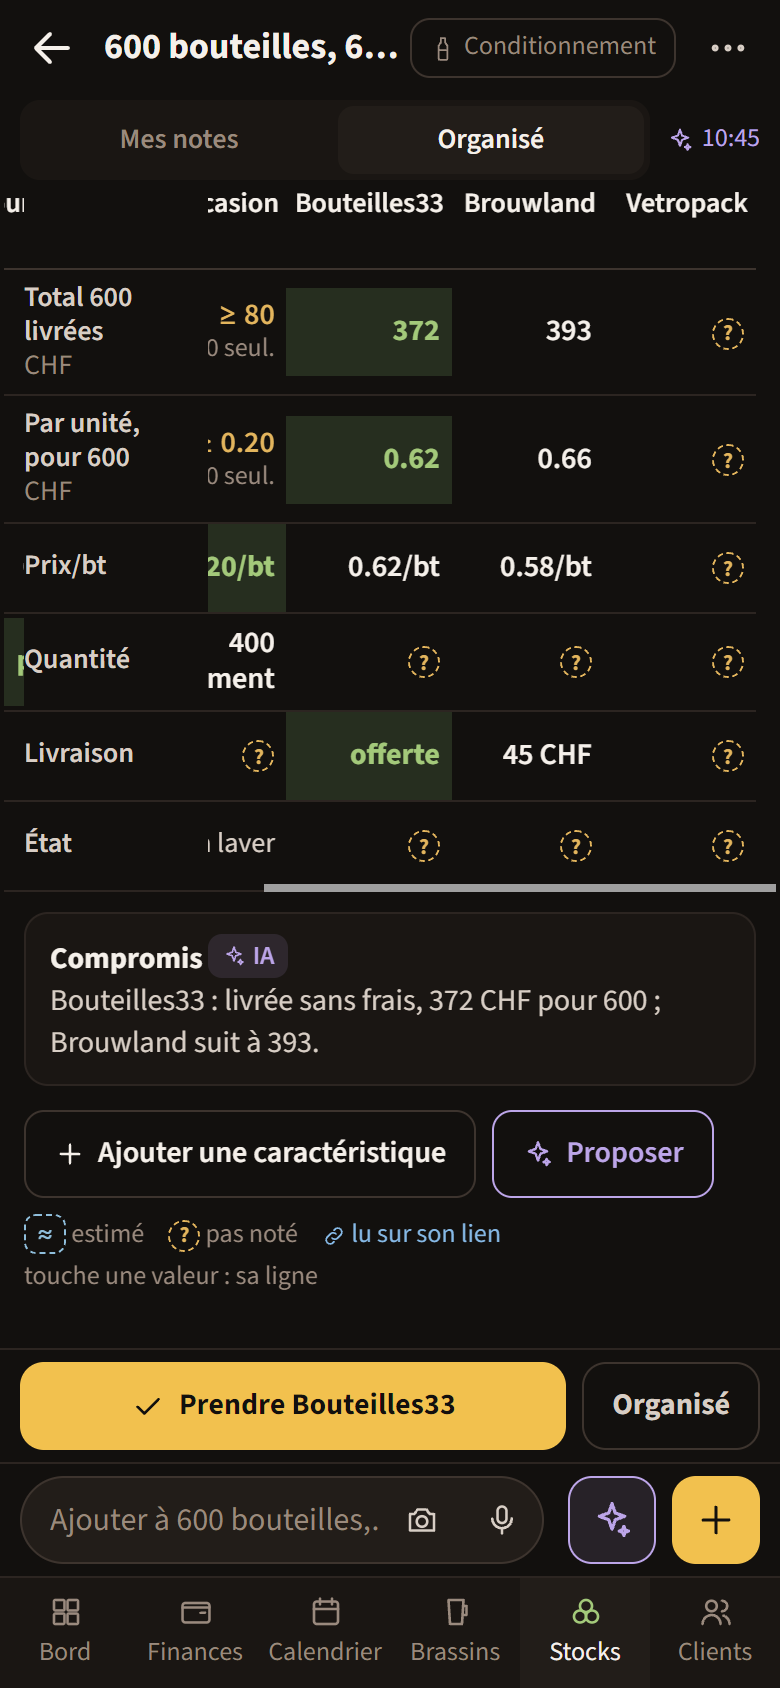 600 bouteilles, 6...
Conditionnement
Mes notes
Organisé
10:45
casion Bouteilles33 Brouwland Vetropack
Total 600
livrées
CHF
≥ 80
0 seul.
372
393
?
Par unité,
pour 600
CHF
0.20
0 seul.
0.62
0.66
?
Prix/bt
20/bt
0.62/bt
0.58/bt
?
Quantité
400
ment
?
?
?
Livraison
?
offerte
45 CHF
?
État
laver
?
?
?
Compromis IA
Bouteilles33 : livrée sans frais, 372 CHF pour 600 ;
Brouwland suit à 393.
+ Ajouter une caractéristique
Proposer
≈ estimé ? pas noté lu sur son lien
touche une valeur : sa ligne
Prendre Bouteilles33
Organisé
Ajouter à 600 bouteilles,.
Bord
Finances
Calendrier
Brassins
Stocks
Clients